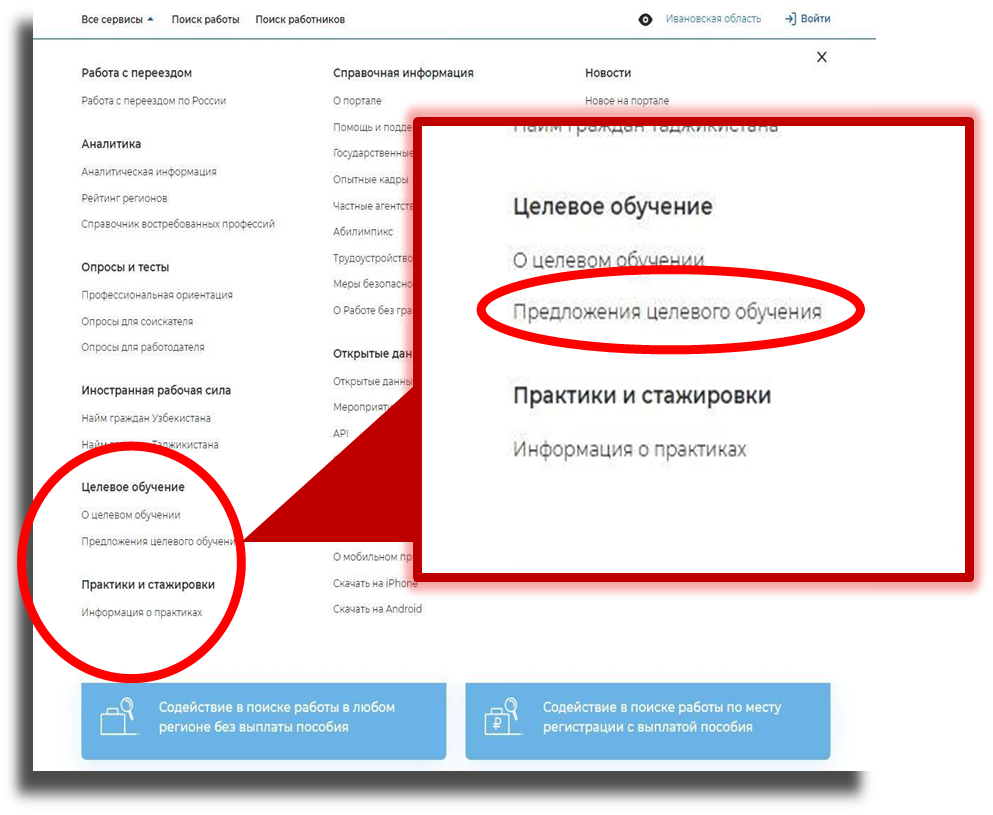 Все сервисы Поиск работы Поиск работников Ивановская область Войти
Работа с переездом
Работа с переездом по России
Аналитика
Аналитическая информация
Рейтинг регионов
Справочник востребованных профессий
Опросы и тесты
Профессиональная ориентация
Опросы для соискателя
Опросы для работодателя
Иностранная рабочая сила
Найм граждан Узбекистана
Найм Таджикистана
Целевое обучение
О целевом обучении
Предложения целевого обучени
Практики и стажировки
Информация о практиках
Справочная информация
О портале
Помощь и подде
Государственные
Опытные кадры
Частные агентств
Абилимпикс
Трудоустройство
Меры безопасно
О Работе без гра
Открытые дан
Открытые данны
Мероприяти
API
О мобильном пр
Скачать на iPhone
Скачать на Android
Новости
Новое на портале
Найм граждан Таджикистана
Целевое обучение
О целевом обучении
Предложения целевого обучения
Практики и стажировки
Информация о практиках
Содействие в поиске работы в любом
регионе без выплаты пособия
Содействие в поиске работы по месту
регистрации с выплатой пособия